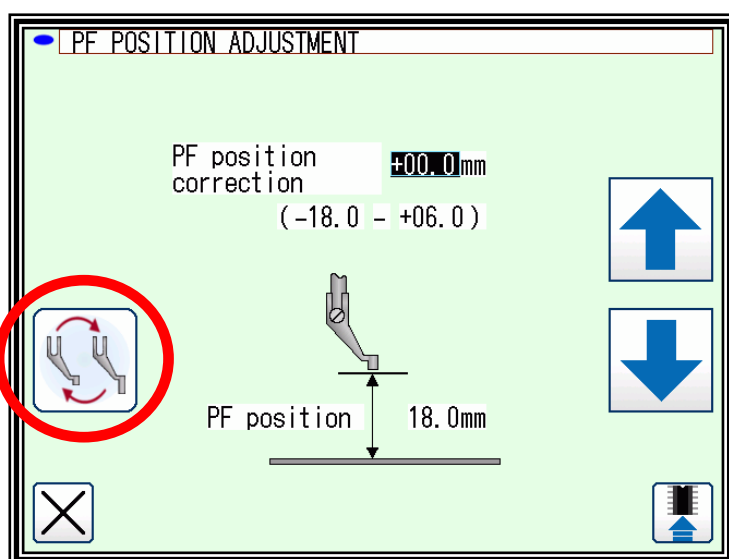 PF POSITION ADJUSTMENT
PF position +00.0mm
correction
(-18.0 - +06.0)
PF position 18.0mm